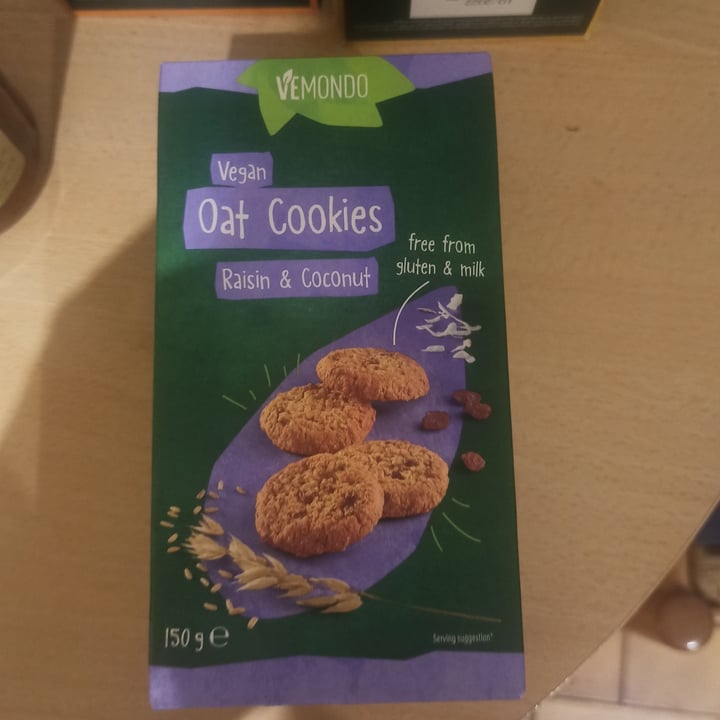 VEMONDO
Vegan
Oat Cookies
Raisin & Coconut
free from
gluten & milk
150 g ℮
Serving suggestion*